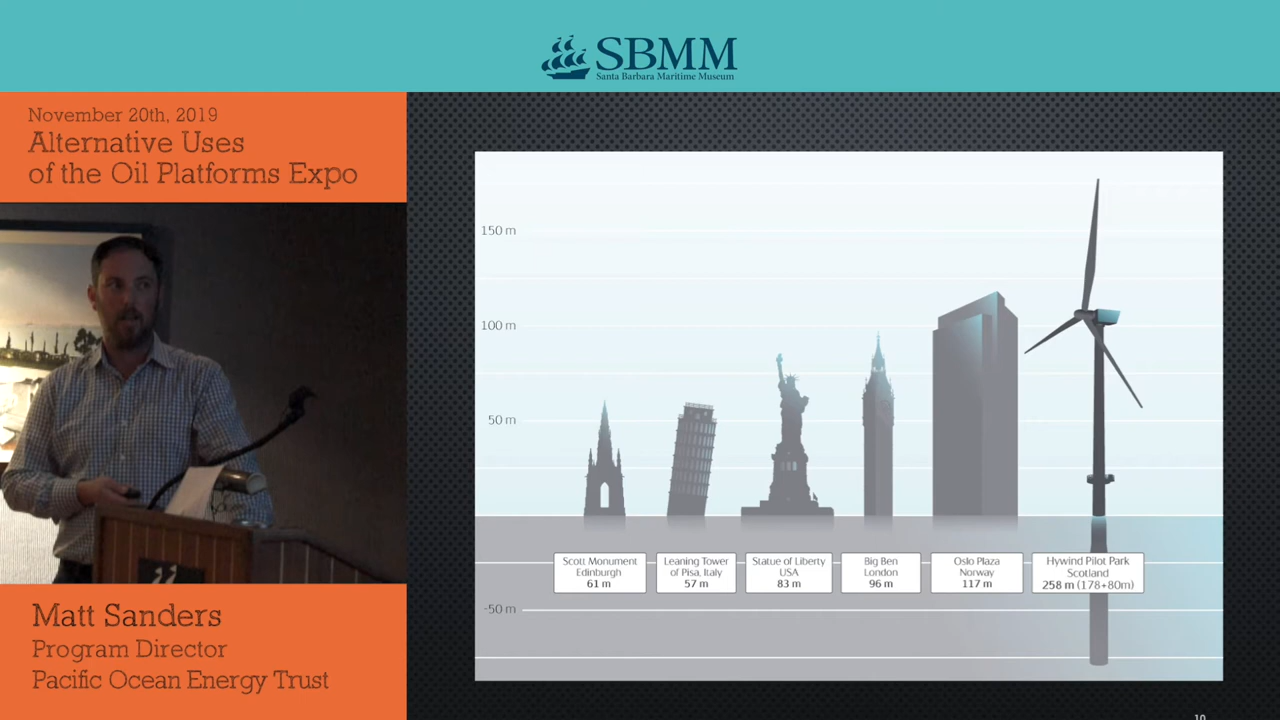 SBMM
Santa Barbara Maritime Museum
November 20th, 2019
Alternative Uses
of the Oil Platforms Expo
150 m
100 m
50 m
-50 m
Scott Monument
Edinburgh
61 m
Leaning Tower
of Pisa, Italy
57 m
Statue of Liberty
USA
83 m
Big Ben
London
96 m
Oslo Plaza
Norway
117 m
Hywind Pilot Park
Scotland
258 m (178+80m)
Matt Sanders
Program Director
Pacific Ocean Energy Trust
10